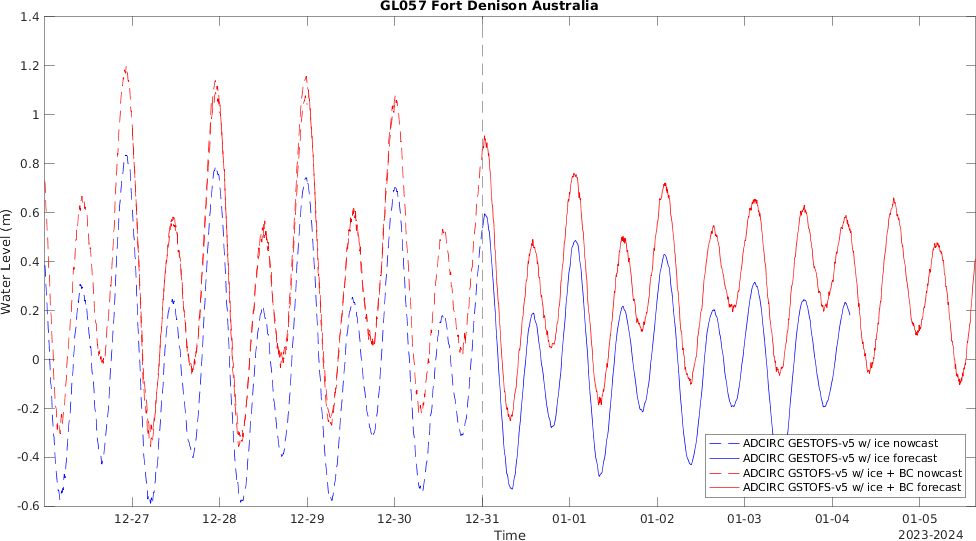 GL057 Fort Denison Australia
1.4
1.2
1
0.8
0.6
0.4
0.2
0
-0.2
-0.4
-0.6
Water Level (m)
ADCIRC GESTOFS-v5 w/ ice nowcast
ADCIRC GESTOFS-v5 w/ ice forecast
ADCIRC GSTOFS-v5 w/ ice + BC nowcast
ADCIRC GSTOFS-v5 w/ ice + BC forecast
12-27 12-28 12-29 12-30 12-31 01-01 01-02 01-03 01-04 01-05
Time
2023-2024